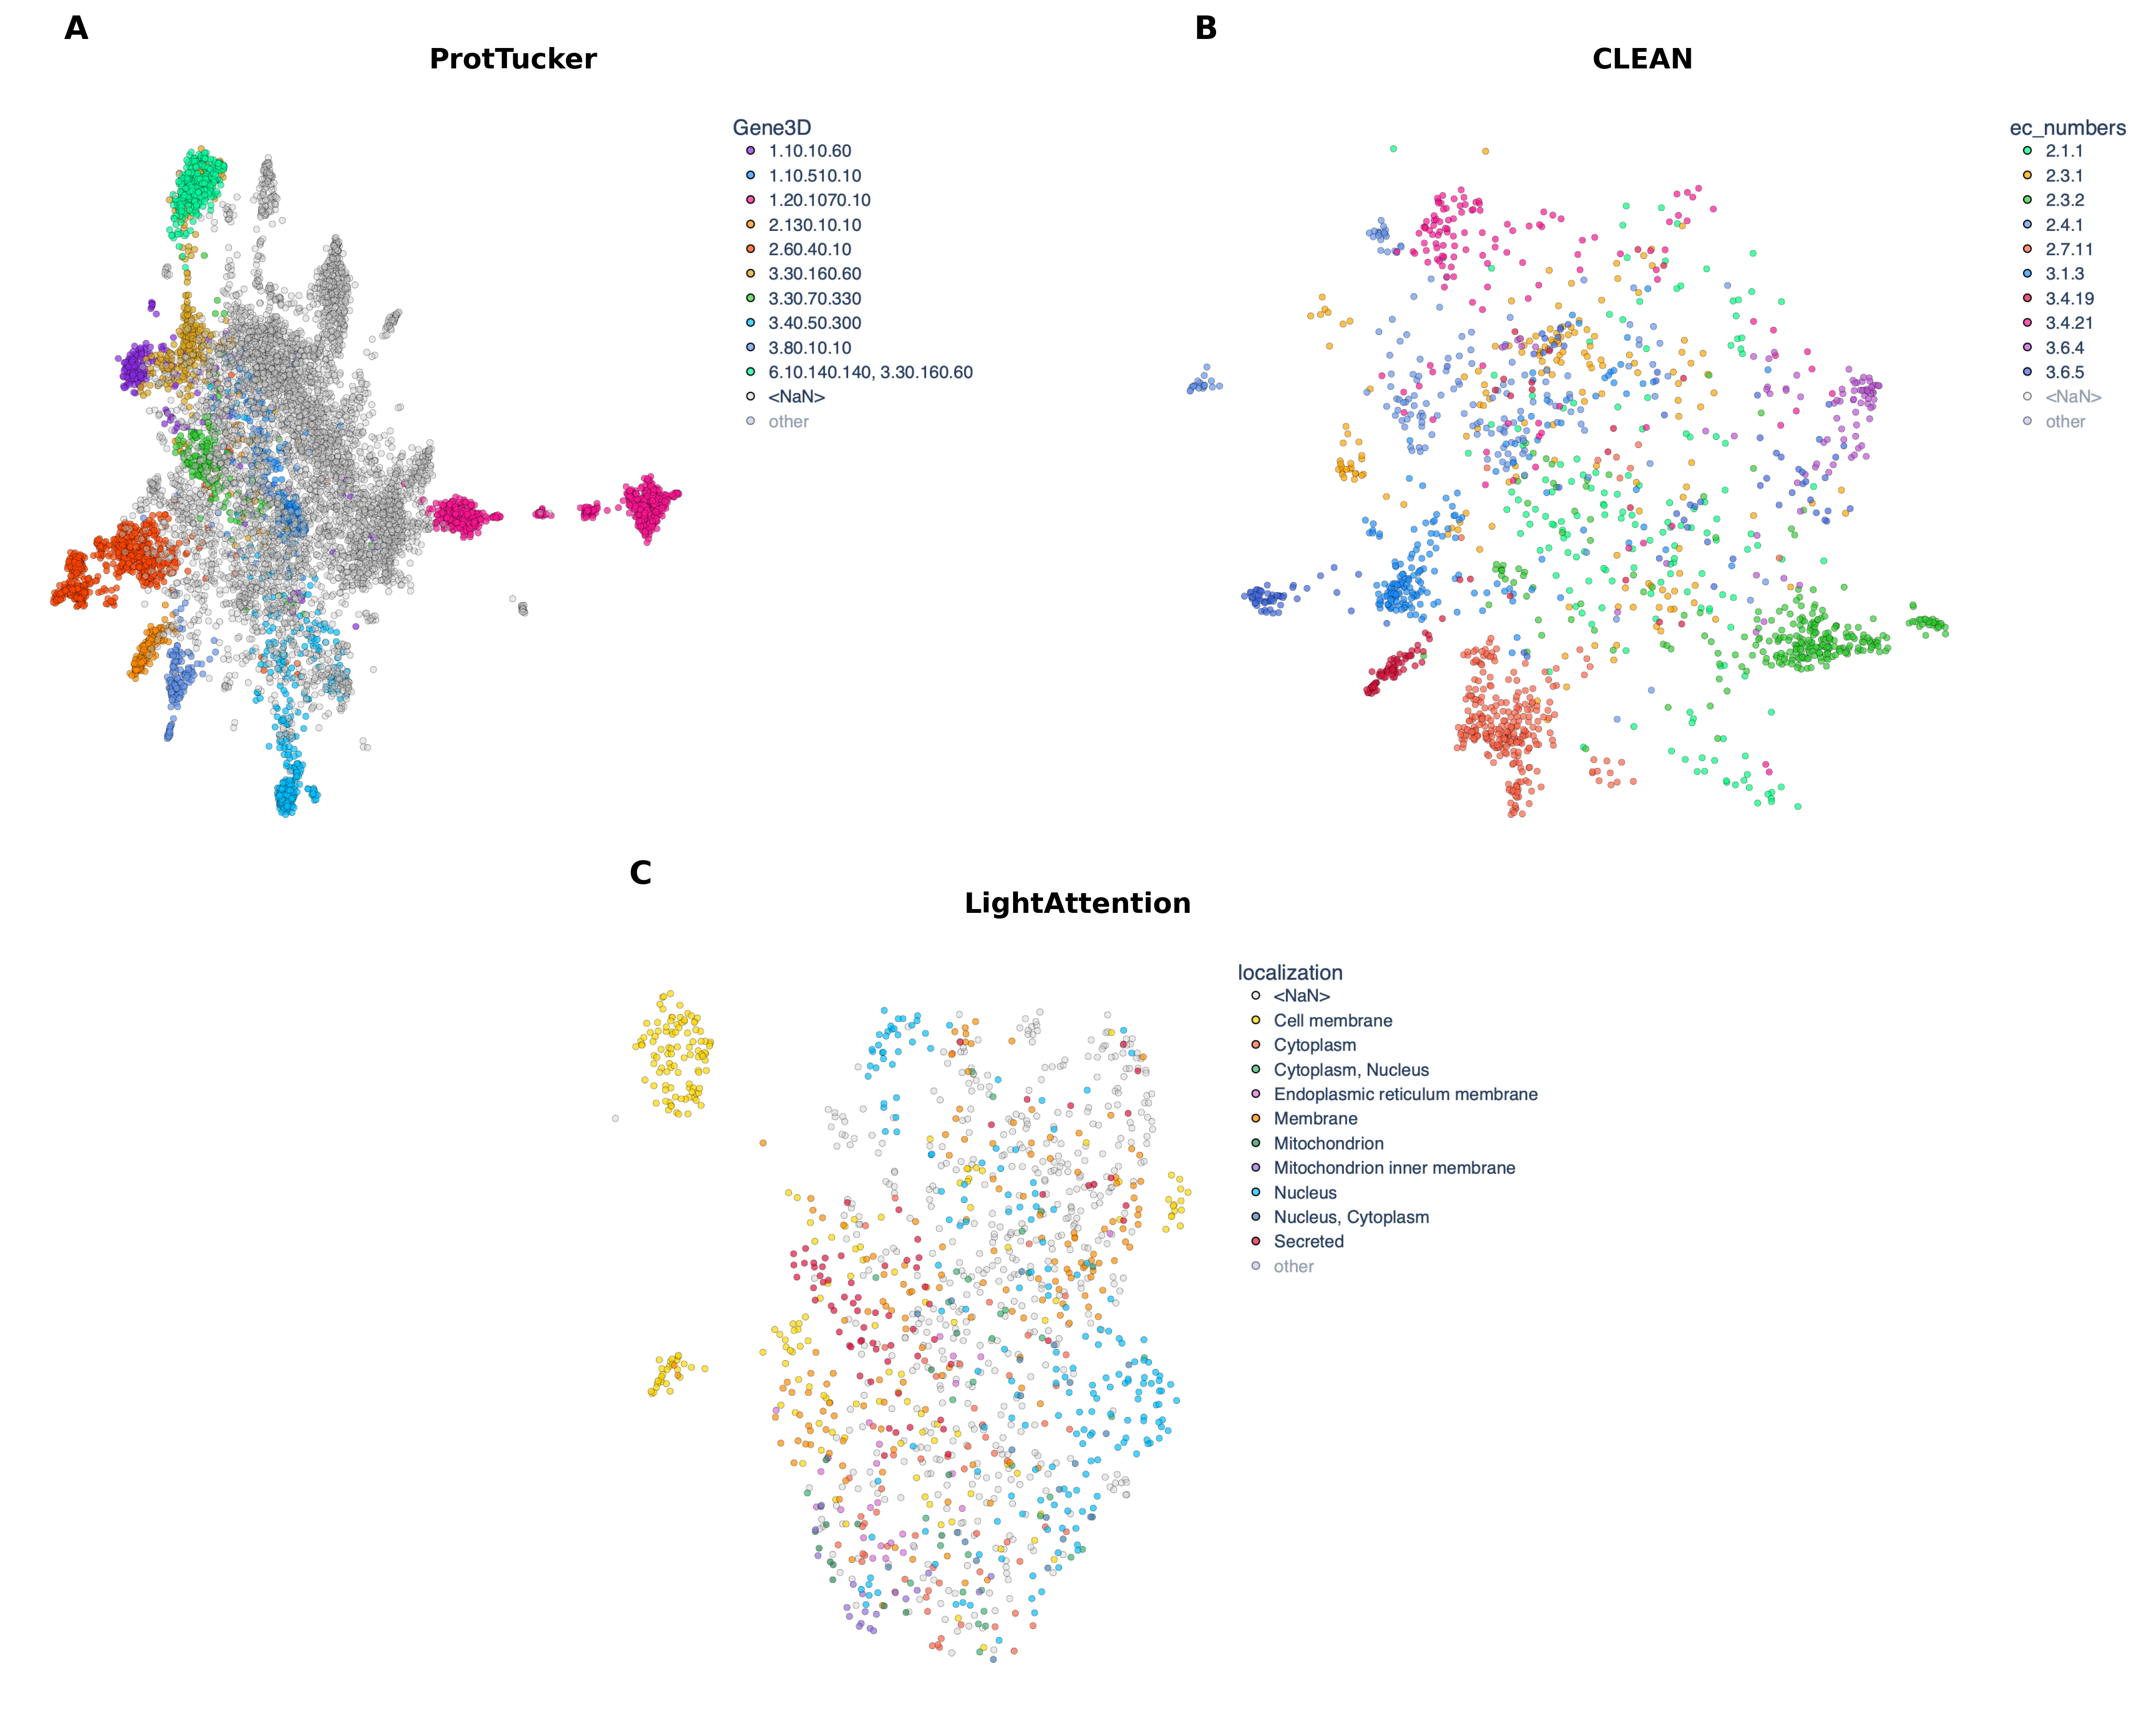 A
ProtTucker
Gene3D
1.10.10.60
1.10.510.10
1.20.1070.10
2.130.10.10
2.60.40.10
3.30.160.60
3.30.70.330
3.40.50.300
3.80.10.10
6.10.140.140, 3.30.160.60
<NaN>
other
B
CLEAN
ec_numbers
2.1.1
2.3.1
2.3.2
2.4.1
2.7.11
3.1.3
3.4.19
3.4.21
3.6.4
3.6.5
<NaN>
other
C
LightAttention
localization
<NaN>
Cell membrane
Cytoplasm
Cytoplasm, Nucleus
Endoplasmic reticulum membrane
Membrane
Mitochondrion
Mitochondrion inner membrane
Nucleus
Nucleus, Cytoplasm
Secreted
other